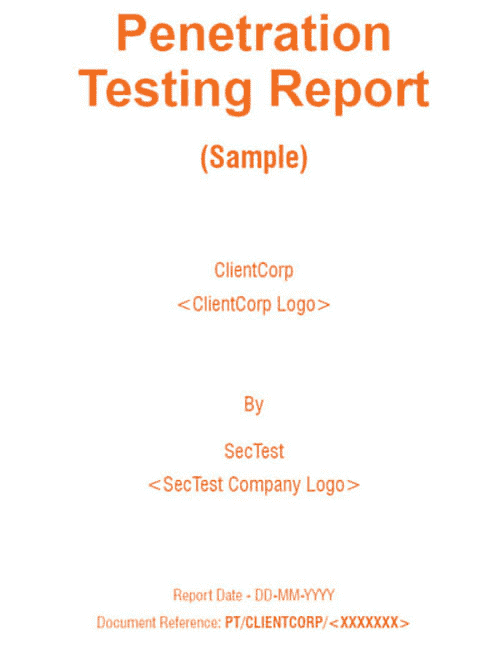 Penetration
Testing Report
(Sample)
ClientCorp
<ClientCorp Logo>
By
SecTest
<SecTest Company Logo>
Report Date - DD-MM-YYYY
Document Reference: PT/CLIENTCORP/<XXXXXXX>